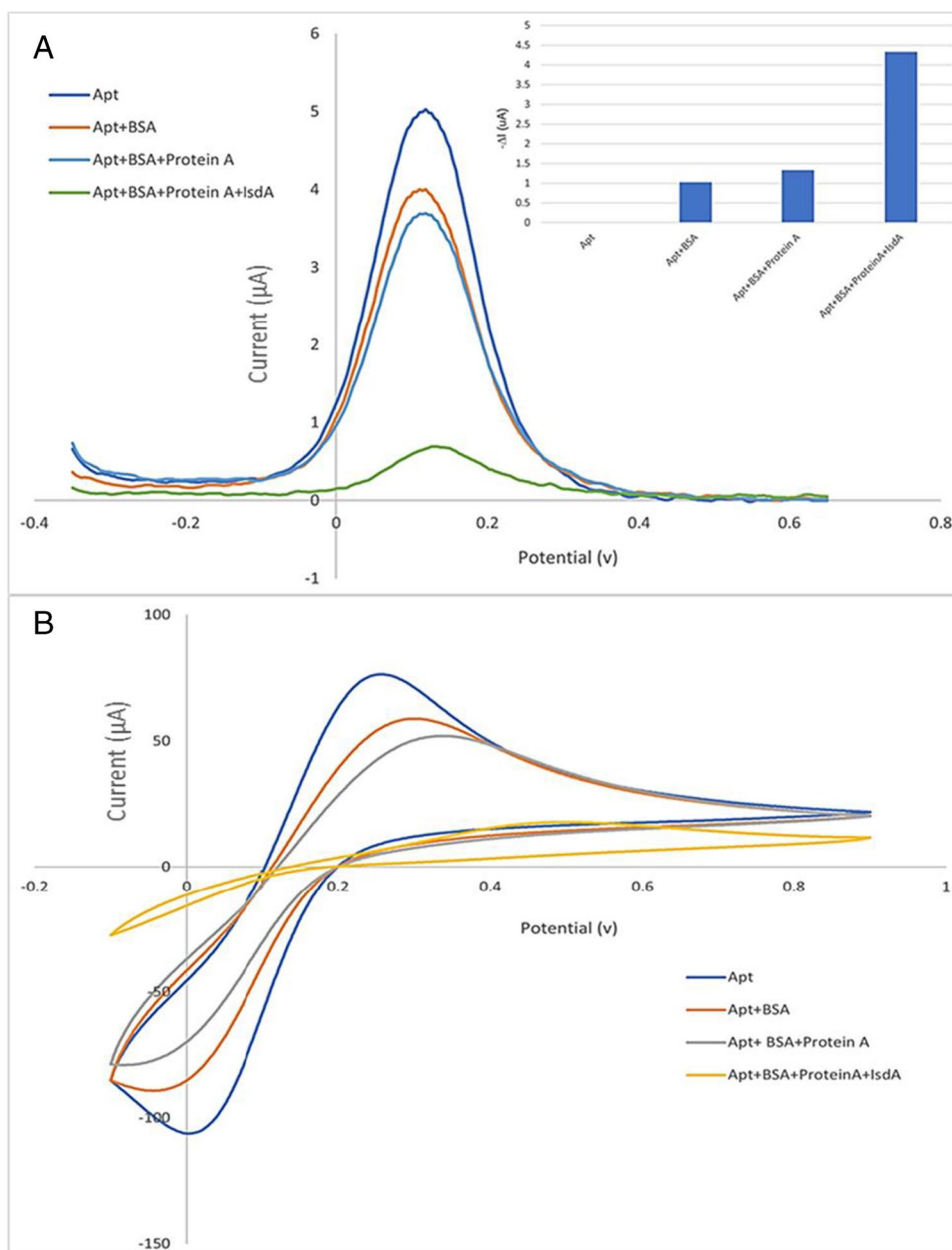 A
Apt
Apt+BSA
Apt+BSA+Protein A
Apt+BSA+Protein A+IsdA
Current (µA)
6
5
4
3
2
1
0
-1
-0.4
-0.2
0
0.2
0.4
0.6
0.8
Potential (v)
-ΔI (uA)
5
4.5
4
3.5
3
2.5
2
1.5
1
0.5
0
Apt
Apt+BSA
Apt+BSA+Protein A
Apt+BSA+ProteinA+IsdA
B
Current (µA)
100
50
0
-50
-100
-150
-0.2
0
0.2
0.4
0.6
0.8
1
Potential (v)
Apt
Apt+BSA
Apt+ BSA+Protein A
Apt+BSA+ProteinA+IsdA